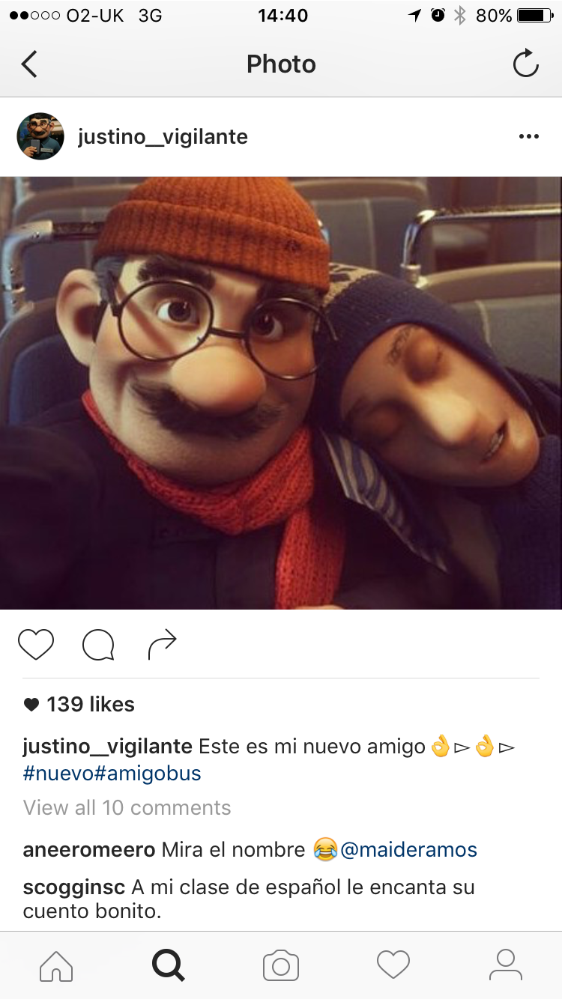 O2-UK 3G 14:40 80%
Photo
justino__vigilante
139 likes
justino__vigilante Este es mi nuevo amigo👌▻👌▻
#nuevo#amigobus
View all 10 comments
aneeromeero Mira el nombre 😂@maideramos
scogginsc A mi clase de español le encanta su
cuento bonito.